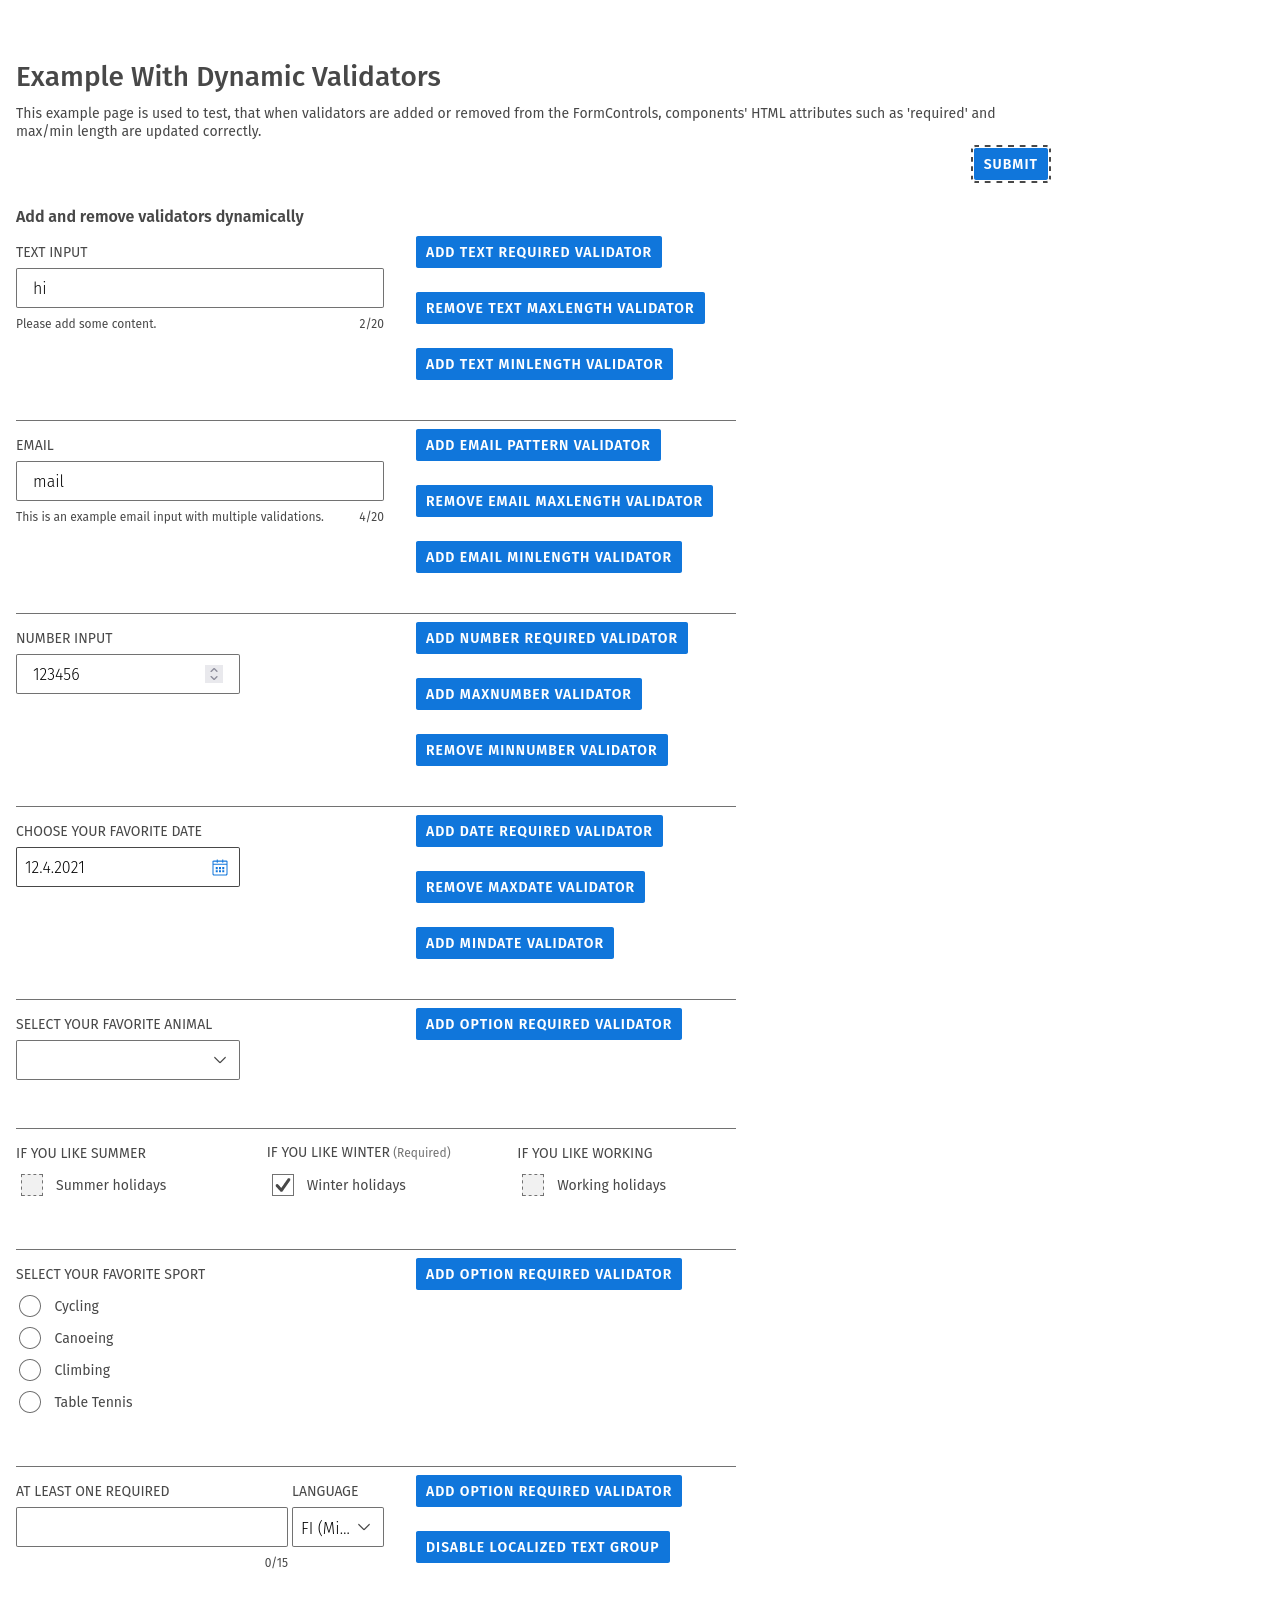 Example With Dynamic Validators
This example page is used to test, that when validators are added or removed from the FormControls, components' HTML attributes such as 'required' and
max/min length are updated correctly.
SUBMIT
Add and remove validators dynamically
TEXT INPUT
ADD TEXT REQUIRED VALIDATOR
hi
REMOVE TEXT MAXLENGTH VALIDATOR
Please add some content. 2/20
ADD TEXT MINLENGTH VALIDATOR
EMAIL
ADD EMAIL PATTERN VALIDATOR
mail
REMOVE EMAIL MAXLENGTH VALIDATOR
This is an example email input with multiple validations. 4/20
ADD EMAIL MINLENGTH VALIDATOR
NUMBER INPUT
ADD NUMBER REQUIRED VALIDATOR
123456
ADD MAXNUMBER VALIDATOR
REMOVE MINNUMBER VALIDATOR
CHOOSE YOUR FAVORITE DATE
ADD DATE REQUIRED VALIDATOR
12.4.2021
REMOVE MAXDATE VALIDATOR
ADD MINDATE VALIDATOR
SELECT YOUR FAVORITE ANIMAL
ADD OPTION REQUIRED VALIDATOR
IF YOU LIKE SUMMER
IF YOU LIKE WINTER (Required)
IF YOU LIKE WORKING
Summer holidays
Winter holidays
Working holidays
SELECT YOUR FAVORITE SPORT
ADD OPTION REQUIRED VALIDATOR
Cycling
Canoeing
Climbing
Table Tennis
AT LEAST ONE REQUIRED
LANGUAGE
ADD OPTION REQUIRED VALIDATOR
FI (Mi...
DISABLE LOCALIZED TEXT GROUP
0/15